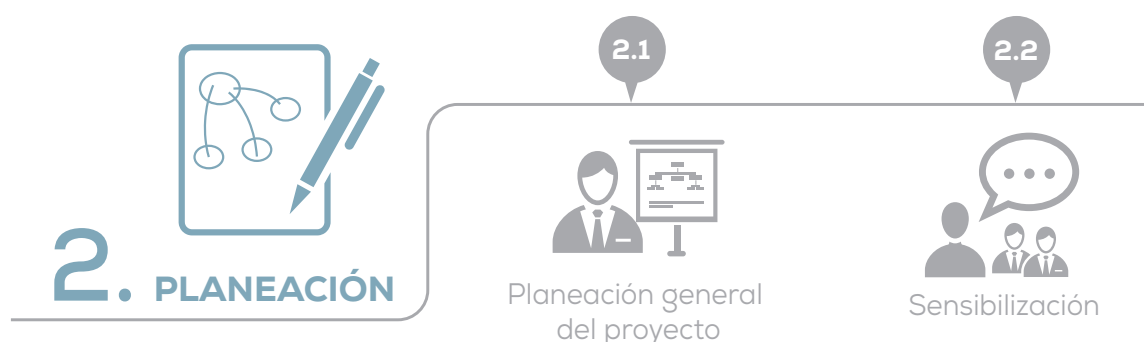 2. PLANEACIÓN
2.1
Planeación general
del proyecto
2.2
Sensibilización